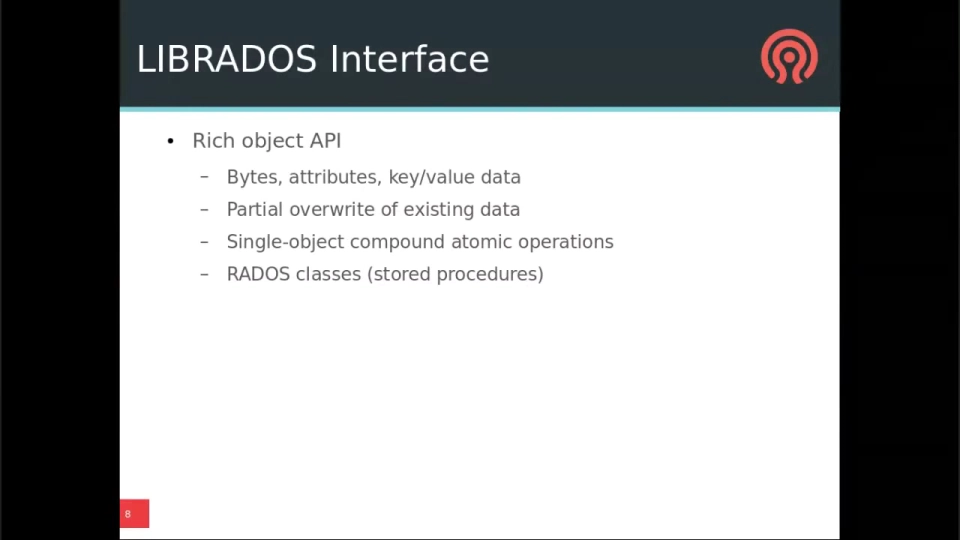 LIBRADOS Interface
• Rich object API
– Bytes, attributes, key/value data
– Partial overwrite of existing data
– Single-object compound atomic operations
– RADOS classes (stored procedures)
8